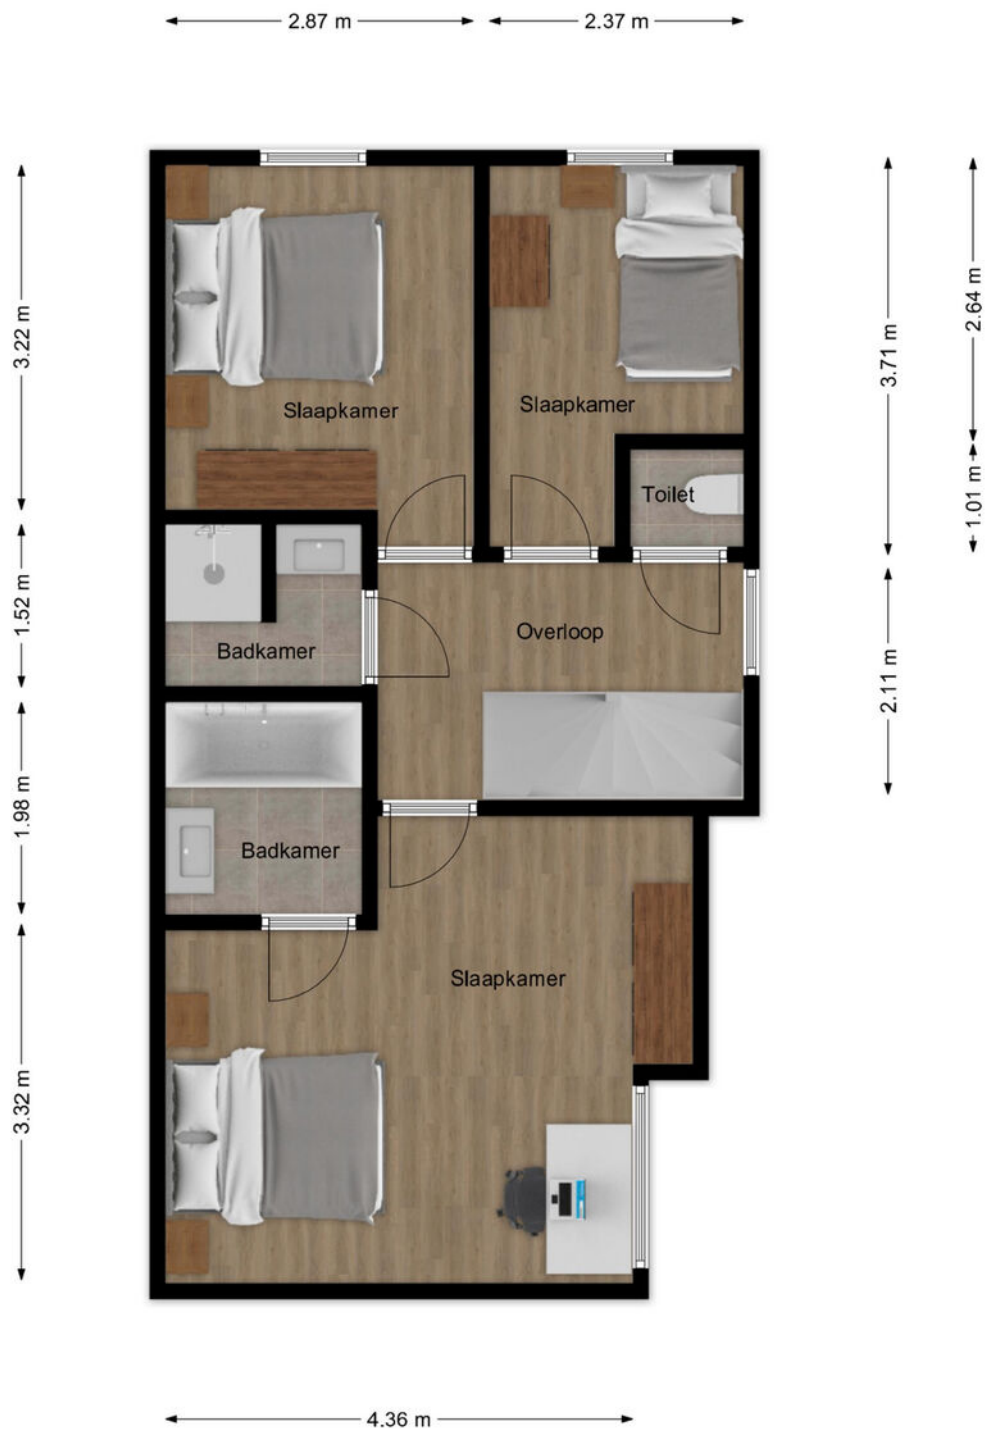 2.87 m
2.37 m
3.22 m
3.71 m
2.64 m
Slaapkamer
Slaapkamer
Toilet
1.01 m
1.52 m
Overloop
Badkamer
2.11 m
1.98 m
Badkamer
Slaapkamer
3.32 m
4.36 m